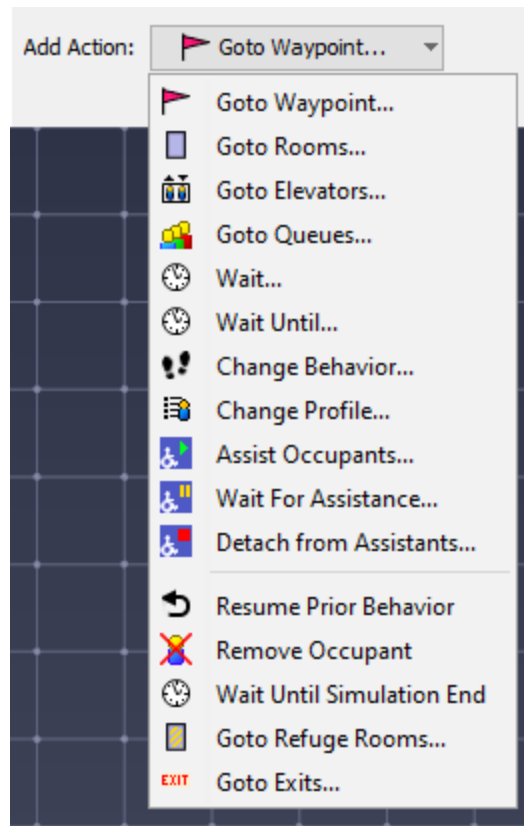 Add Action: Goto Waypoint...
Goto Waypoint...
Goto Rooms...
Goto Elevators...
Goto Queues...
Wait...
Wait Until...
Change Behavior...
Change Profile...
Assist Occupants...
Wait For Assistance...
Detach from Assistants...
Resume Prior Behavior
Remove Occupant
Wait Until Simulation End
Goto Refuge Rooms...
EXIT Goto Exits...